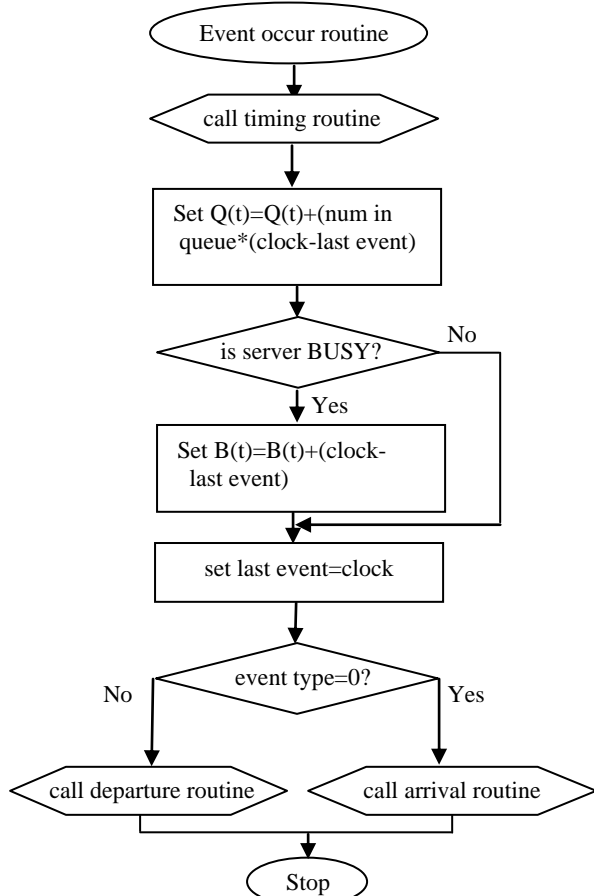 Event occur routine
call timing routine
Set Q(t)=Q(t)+(num in
queue*(clock-last event)
is server BUSY?
No
Yes
Set B(t)=B(t)+(clock-
last event)
set last event=clock
event type=0?
No
Yes
call departure routine
call arrival routine
Stop